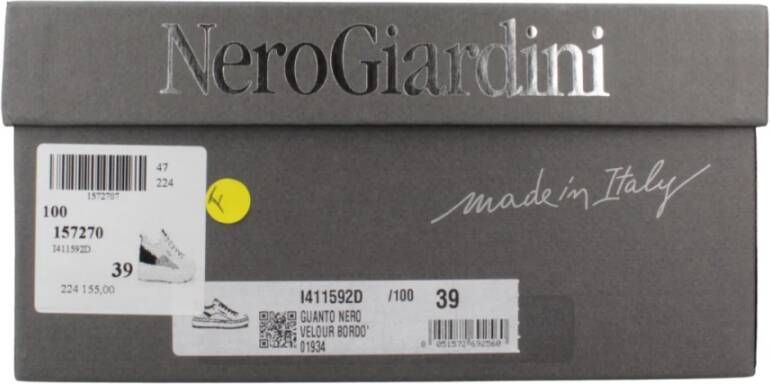 NeroGiardini
made in Italy
47
224
1572707
100
157270
I411592D.
39
224 155,00
I411592D /100 39
GUANTO NERO
VELOUR BORDO'
01934